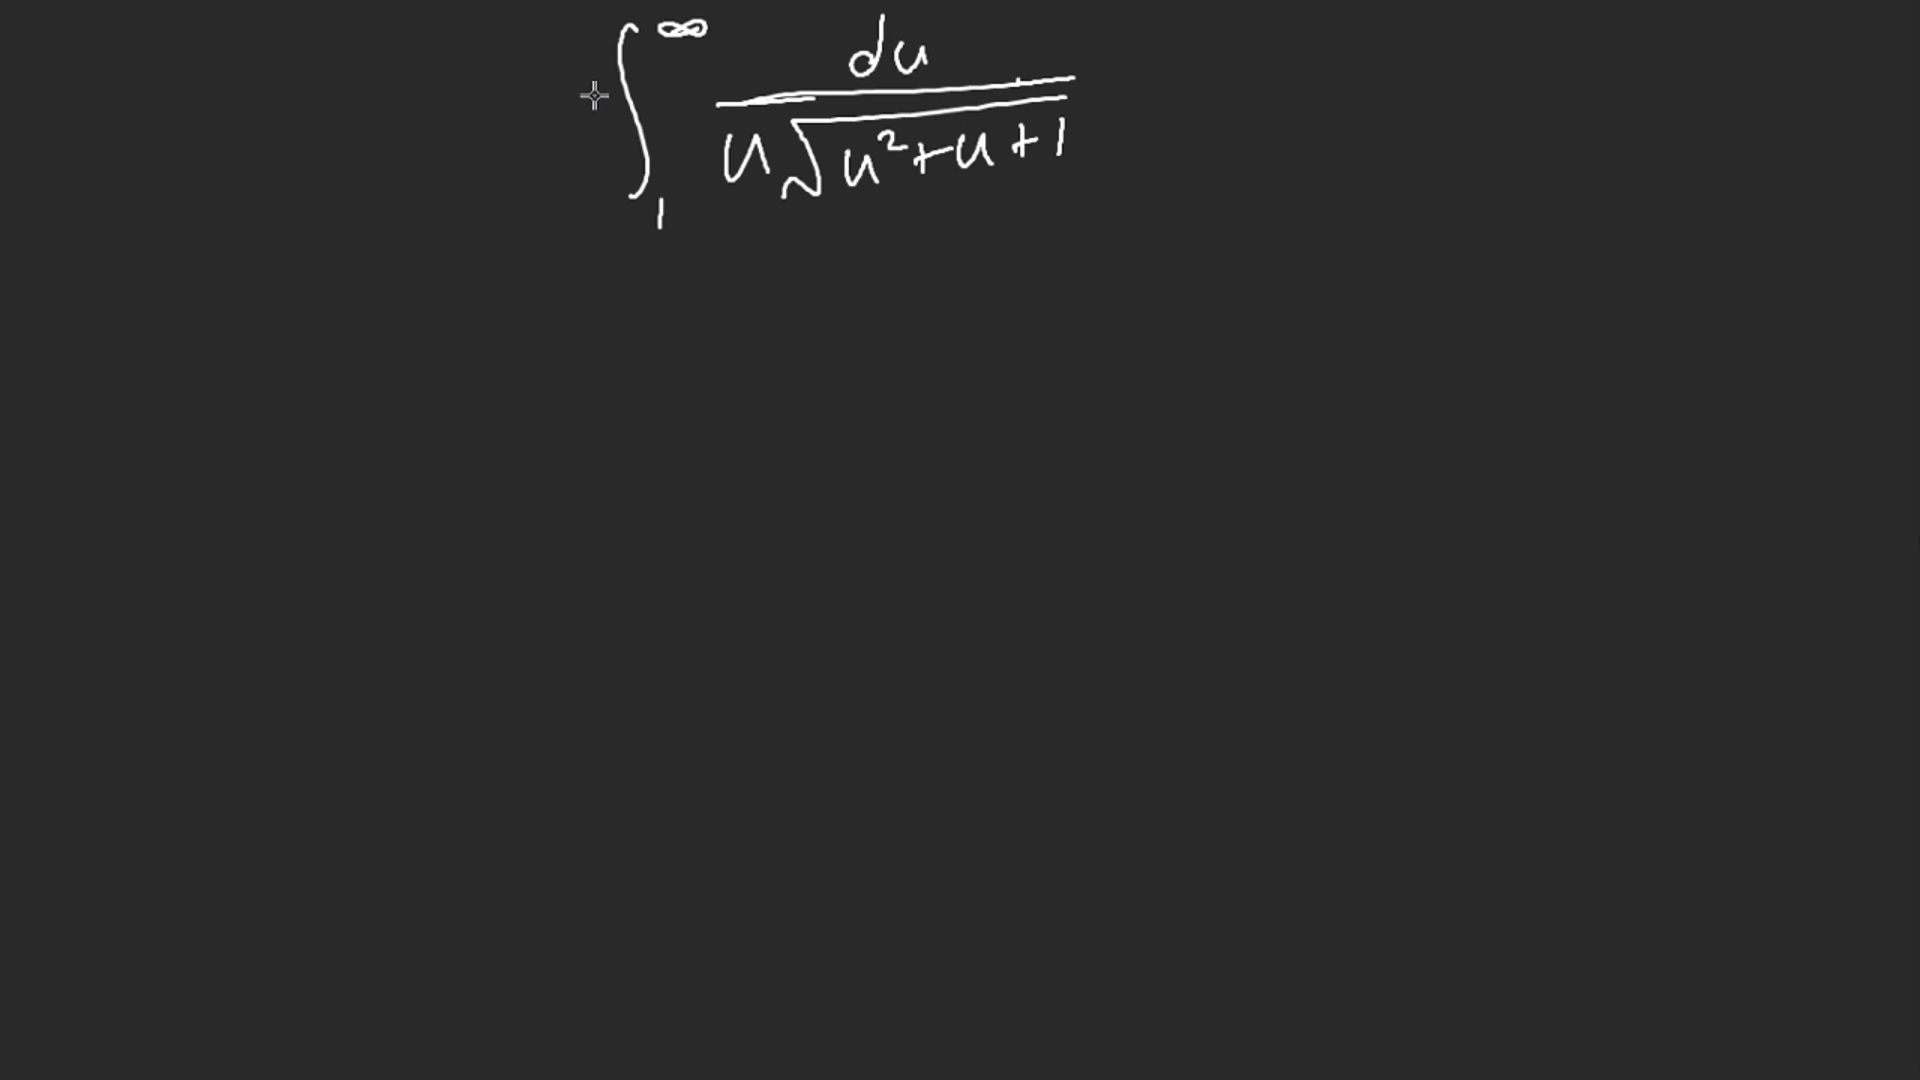 ∫₁^∞ du / (u√(u²+u+1))